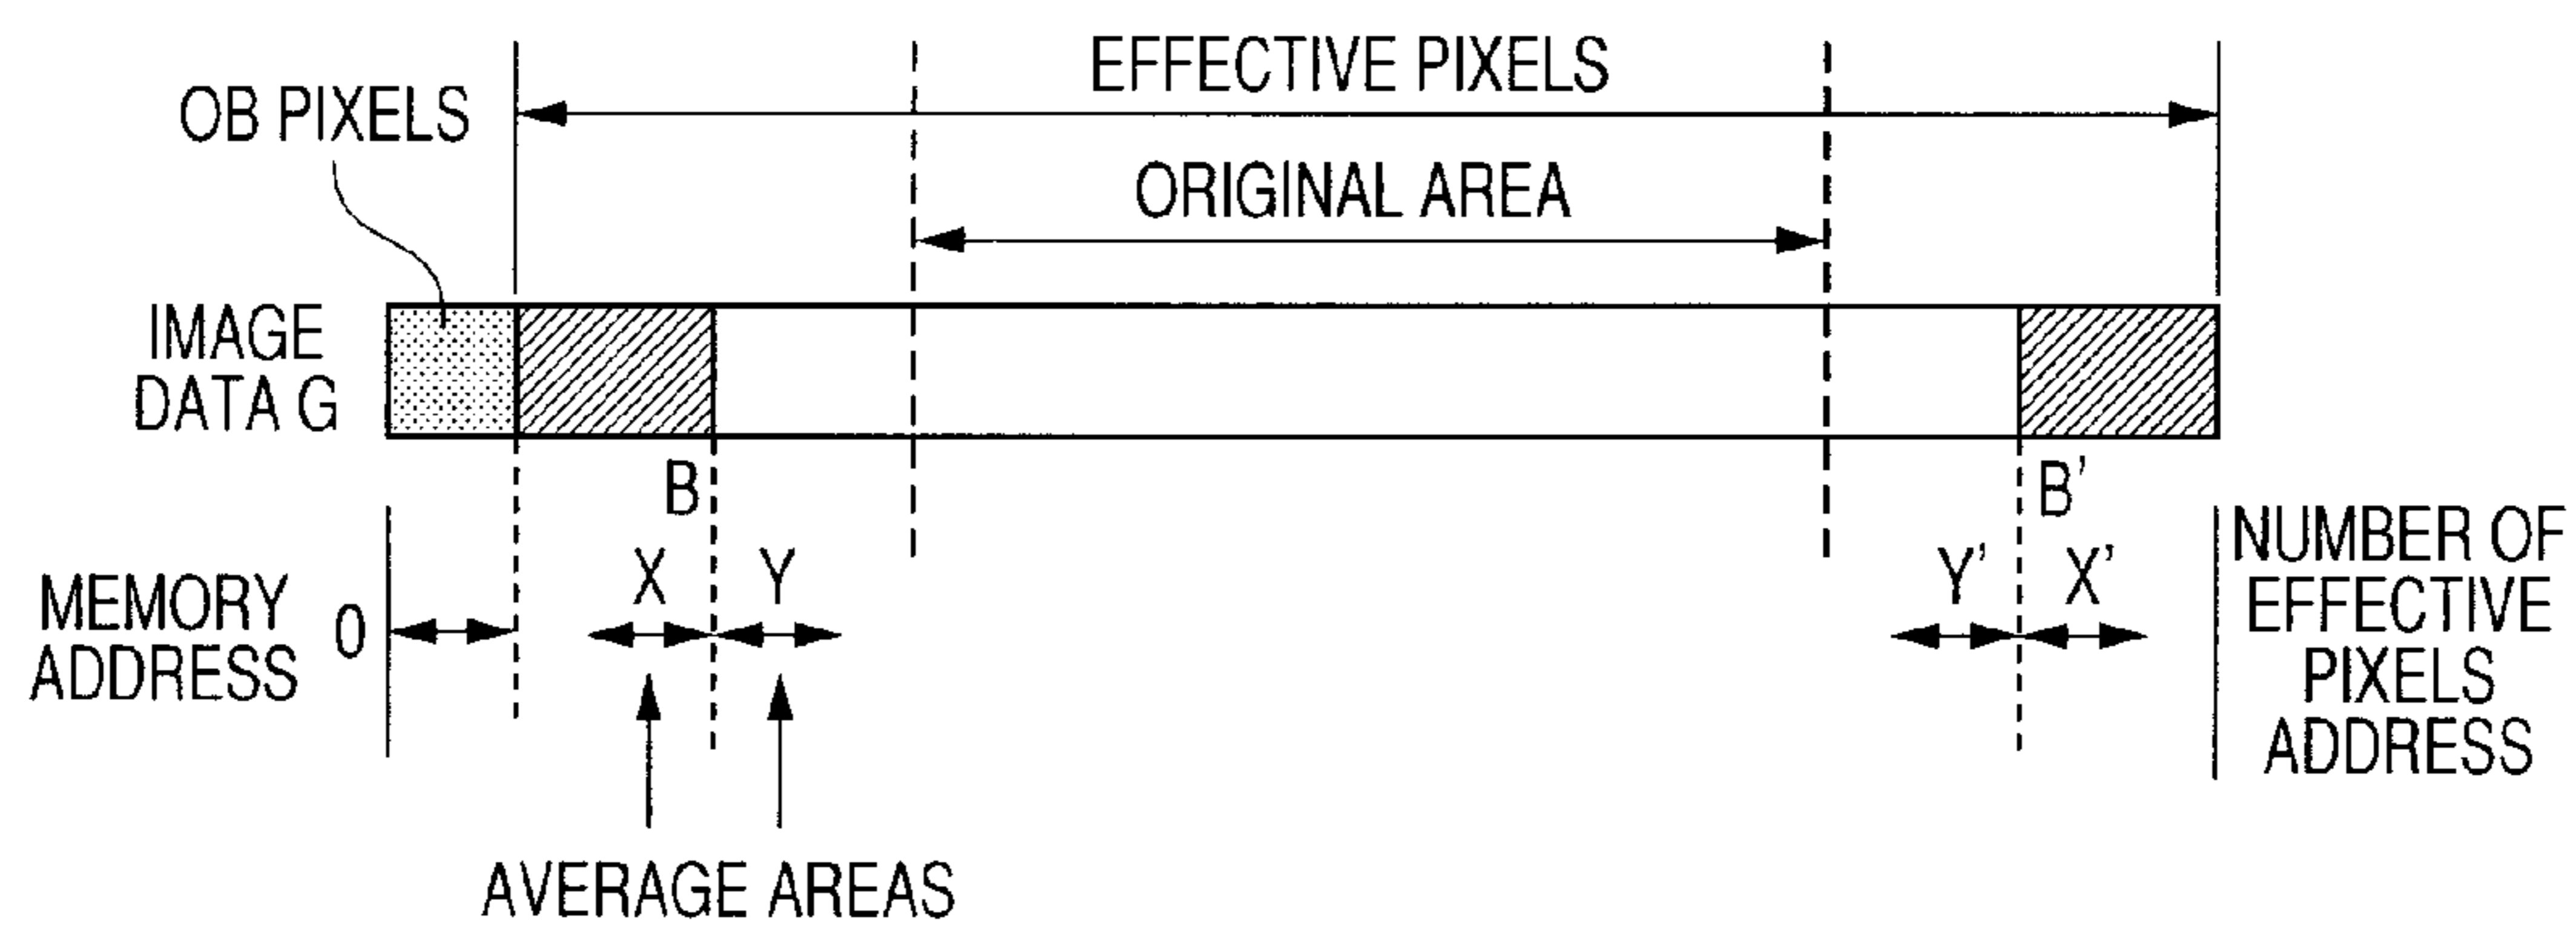 EFFECTIVE PIXELS
OB PIXELS
ORIGINAL AREA
IMAGE
DATA G
B
B'
X
Y
Y'
X'
MEMORY
ADDRESS
0
NUMBER OF
EFFECTIVE
PIXELS
ADDRESS
AVERAGE AREAS